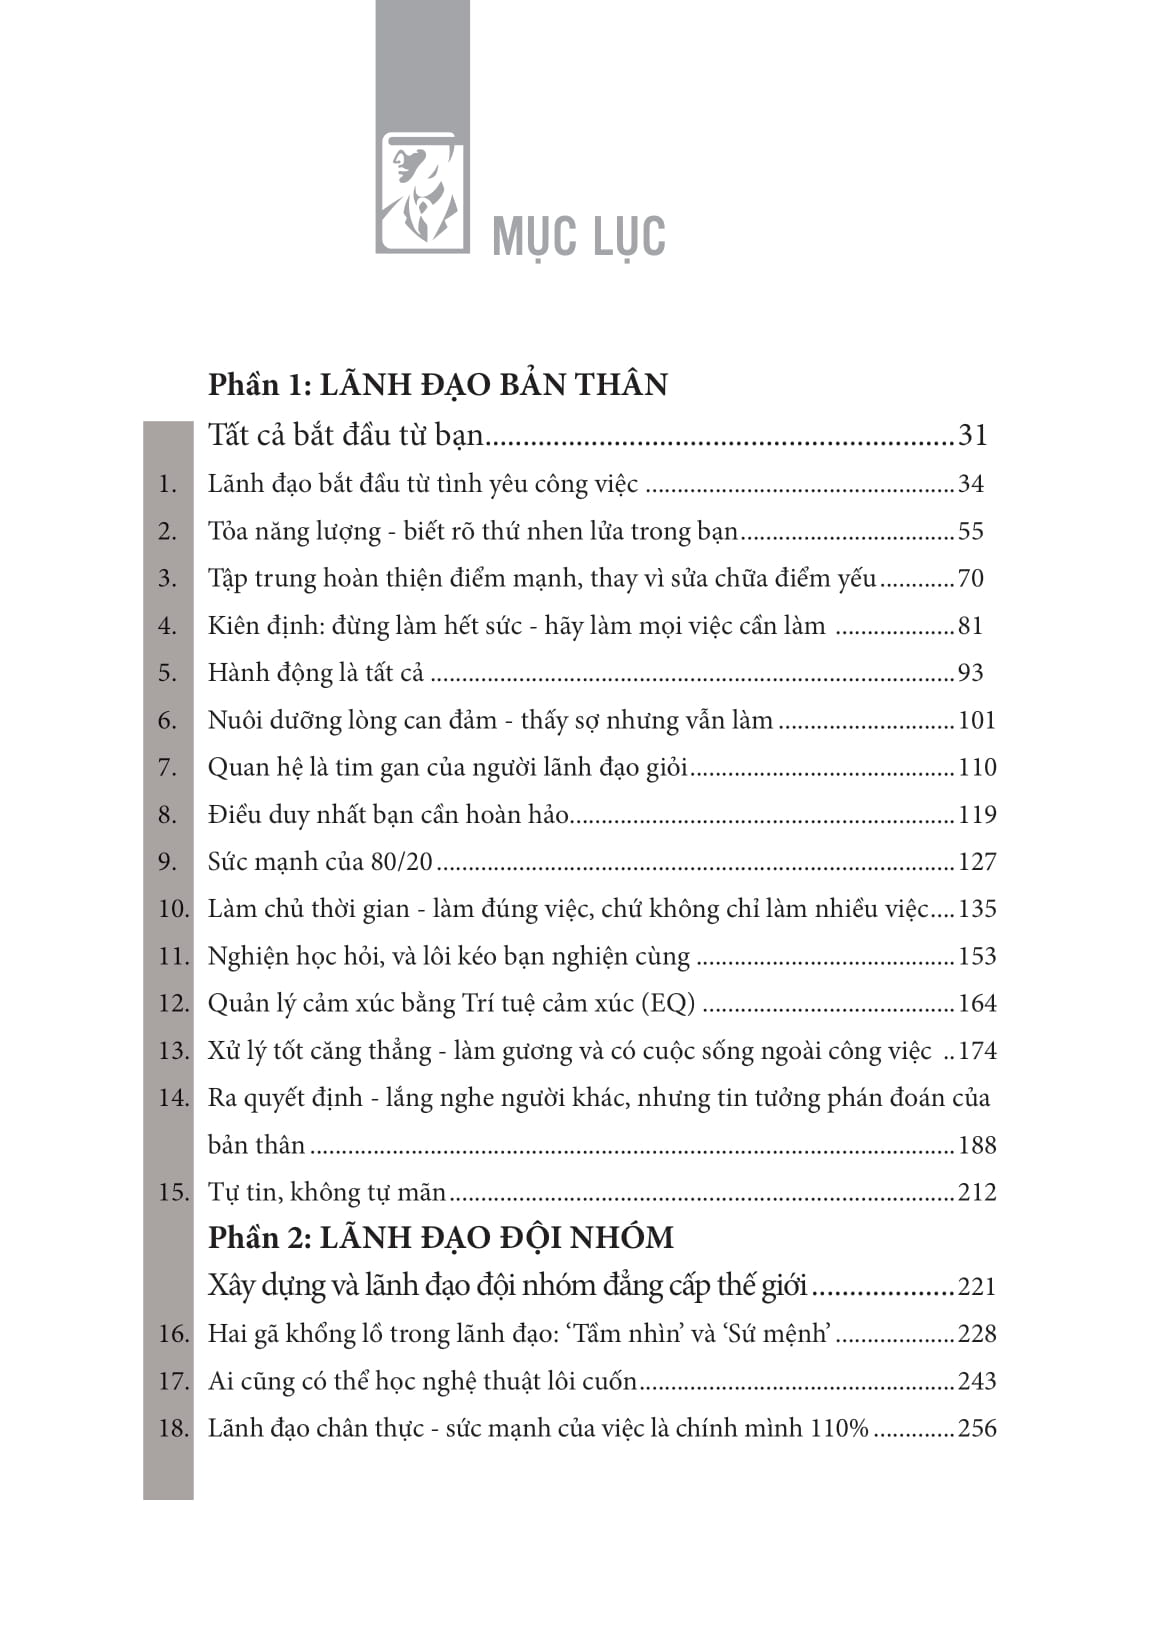 MỤC LỤC
Phần 1: LÃNH ĐẠO BẢN THÂN
Tất cả bắt đầu từ bạn........................................................31
1. Lãnh đạo bắt đầu từ tình yêu công việc .................................................34
2. Tỏa năng lượng - biết rõ thứ nhen lửa trong bạn..................................55
3. Tập trung hoàn thiện điểm mạnh, thay vì sửa chữa điểm yếu............70
4. Kiên định: đừng làm hết sức - hãy làm mọi việc cần làm ...................81
5. Hành động là tất cả ...................................................................................93
6. Nuôi dưỡng lòng can đảm - thấy sợ nhưng vẫn làm ............................101
7. Quan hệ là tim gan của người lãnh đạo giỏi..........................................110
8. Điều duy nhất bạn cần hoàn hảo.............................................................119
9. Sức mạnh của 80/20 ..................................................................................127
10. Làm chủ thời gian - làm đúng việc, chứ không chỉ làm nhiều việc....135
11. Nghiện học hỏi, và lôi kéo bạn nghiện cùng .........................................153
12. Quản lý cảm xúc bằng Trí tuệ cảm xúc (EQ) ........................................164
13. Xử lý tốt căng thẳng - làm gương và có cuộc sống ngoài công việc ..174
14. Ra quyết định - lắng nghe người khác, nhưng tin tưởng phán đoán của
bản thân ......................................................................................................188
15. Tự tin, không tự mãn................................................................................212
Phần 2: LÃNH ĐẠO ĐỘI NHÓM
Xây dựng và lãnh đạo đội nhóm đẳng cấp thế giới...................221
16. Hai gã khổng lồ trong lãnh đạo: ‘Tầm nhìn’ và ‘Sứ mệnh’ ...................228
17. Ai cũng có thể học nghệ thuật lôi cuốn..................................................243
18. Lãnh đạo chân thực - sức mạnh của việc là chính mình 110% .............256